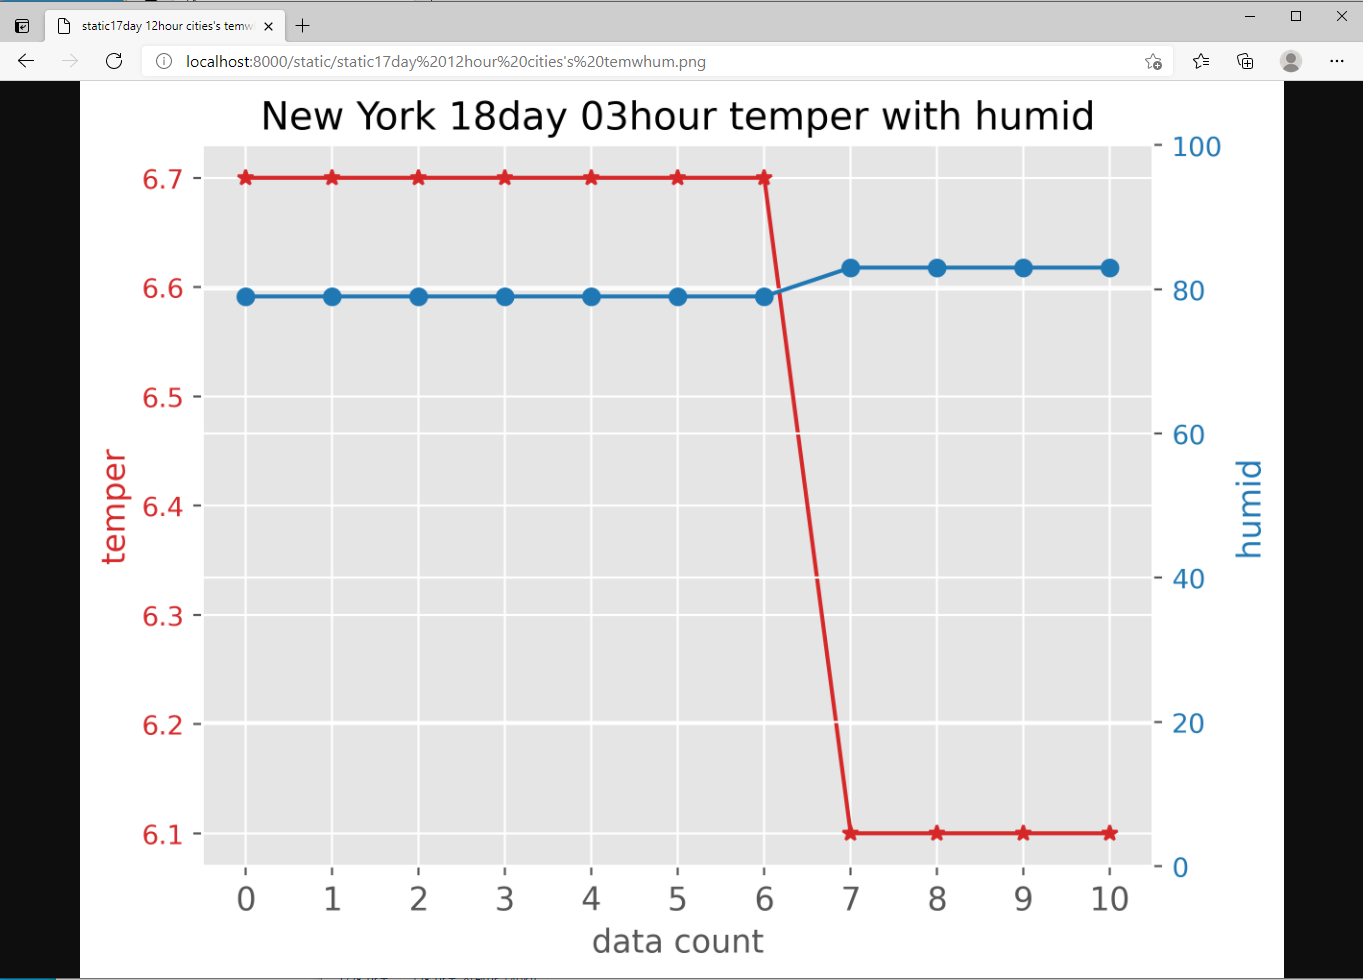 static17day 12hour cities's temw
localhost:8000/static/static17day%2012hour%20cities's%20temwhum.png
New York 18day 03hour temper with humid
100
6.7
6.6
80
6.5
60
temper
6.4
humid
40
6.3
6.2
20
6.1
0
0 1 2 3 4 5 6 7 8 9 10
data count